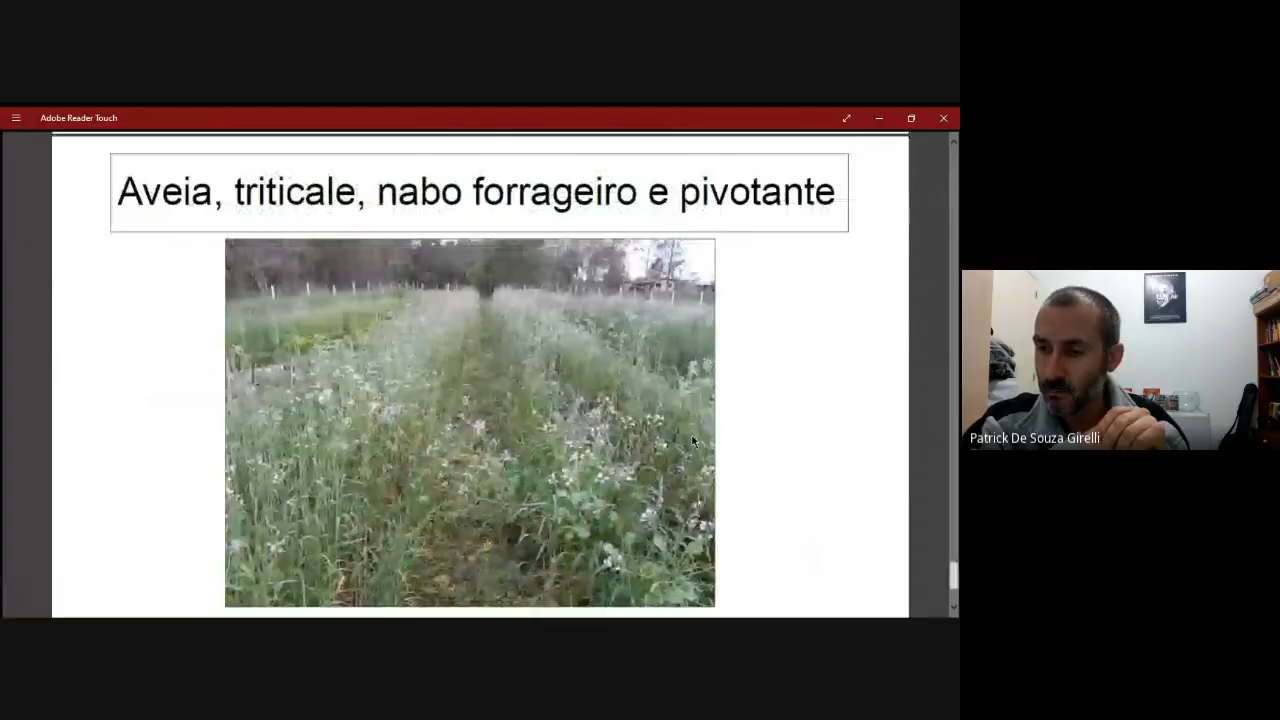 Adobe Reader Touch
Aveia, triticale, nabo forrageiro e pivotante
Patrick De Souza Girelli